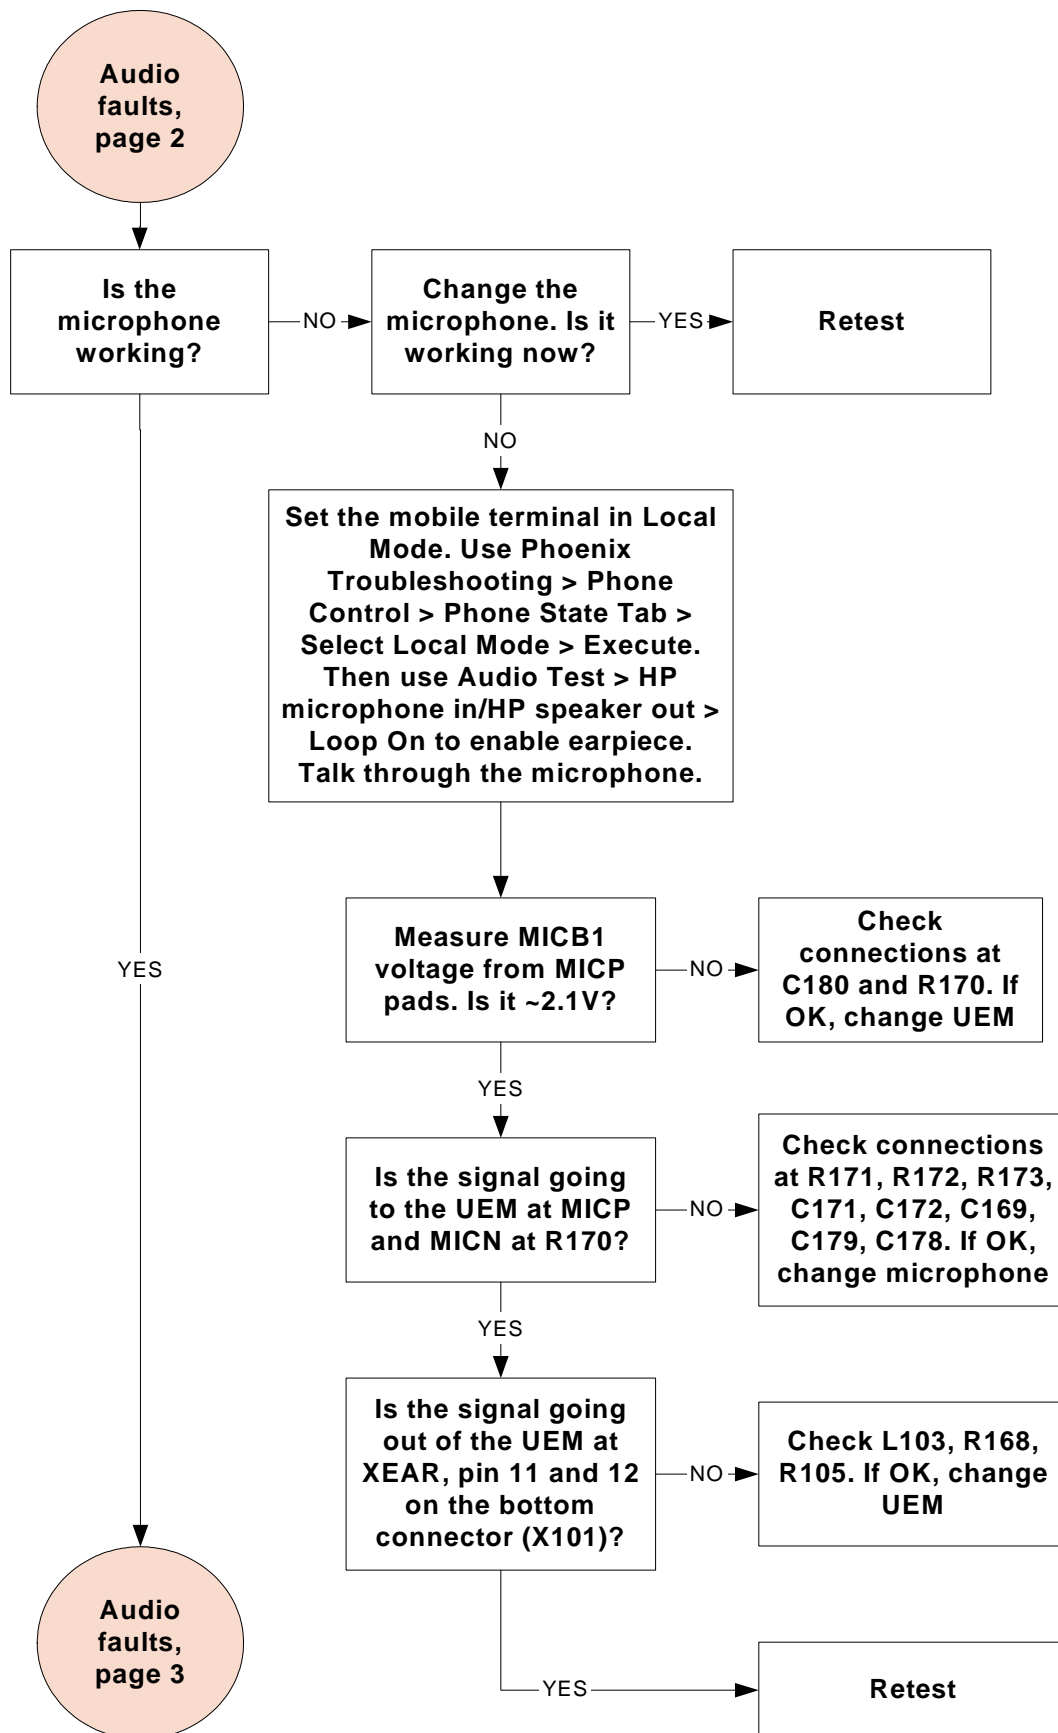 Audio
faults,
page 2
Is the
microphone
working?
NO
Change the
microphone. Is it
working now?
YES
Retest
NO
Set the mobile terminal in Local
Mode. Use Phoenix
Troubleshooting > Phone
Control > Phone State Tab >
Select Local Mode > Execute.
Then use Audio Test > HP
microphone in/HP speaker out >
Loop On to enable earpiece.
Talk through the microphone.
YES
Measure MICB1
voltage from MICP
pads. Is it ~2.1V?
NO
Check
connections at
C180 and R170. If
OK, change UEM
YES
Is the signal going
to the UEM at MICP
and MICN at R170?
NO
Check connections
at R171, R172, R173,
C171, C172, C169,
C179, C178. If OK,
change microphone
YES
Is the signal going
out of the UEM at
XEAR, pin 11 and 12
on the bottom
connector (X101)?
NO
Check L103, R168,
R105. If OK, change
UEM
Audio
faults,
page 3
YES
Retest